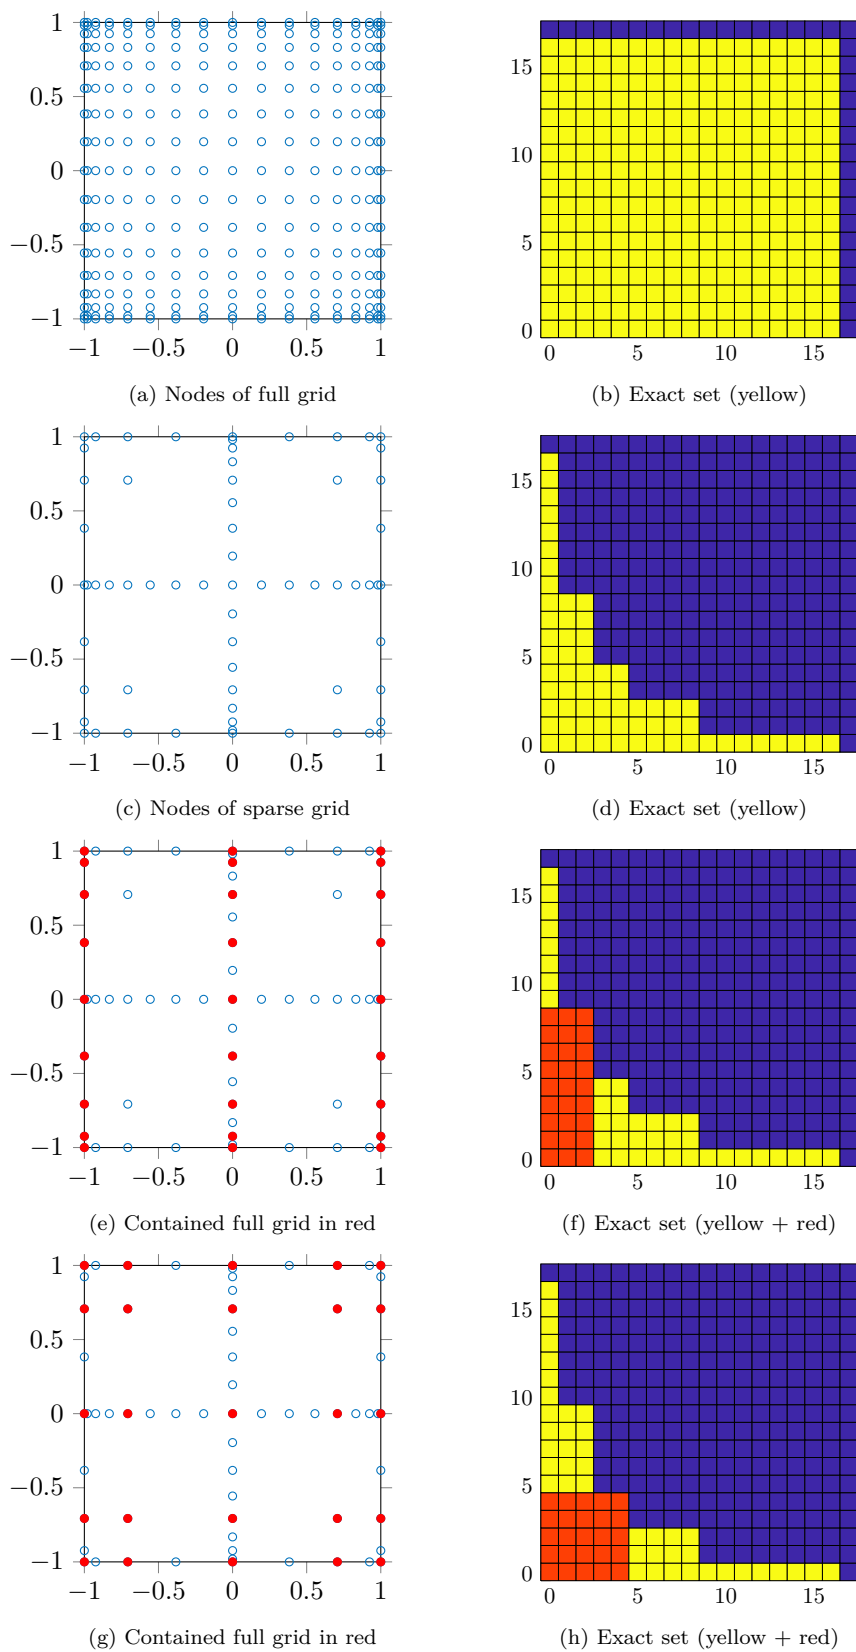 1
0.5
0
−0.5
−1
−1 −0.5 0 0.5 1
(a) Nodes of full grid
15
10
5
0
0 5 10 15
(b) Exact set (yellow)
1
0.5
0
−0.5
−1
−1 −0.5 0 0.5 1
(c) Nodes of sparse grid
15
10
5
0
0 5 10 15
(d) Exact set (yellow)
1
0.5
0
−0.5
−1
−1 −0.5 0 0.5 1
(e) Contained full grid in red
15
10
5
0
0 5 10 15
(f) Exact set (yellow + red)
1
0.5
0
−0.5
−1
−1 −0.5 0 0.5 1
(g) Contained full grid in red
15
10
5
0
0 5 10 15
(h) Exact set (yellow + red)